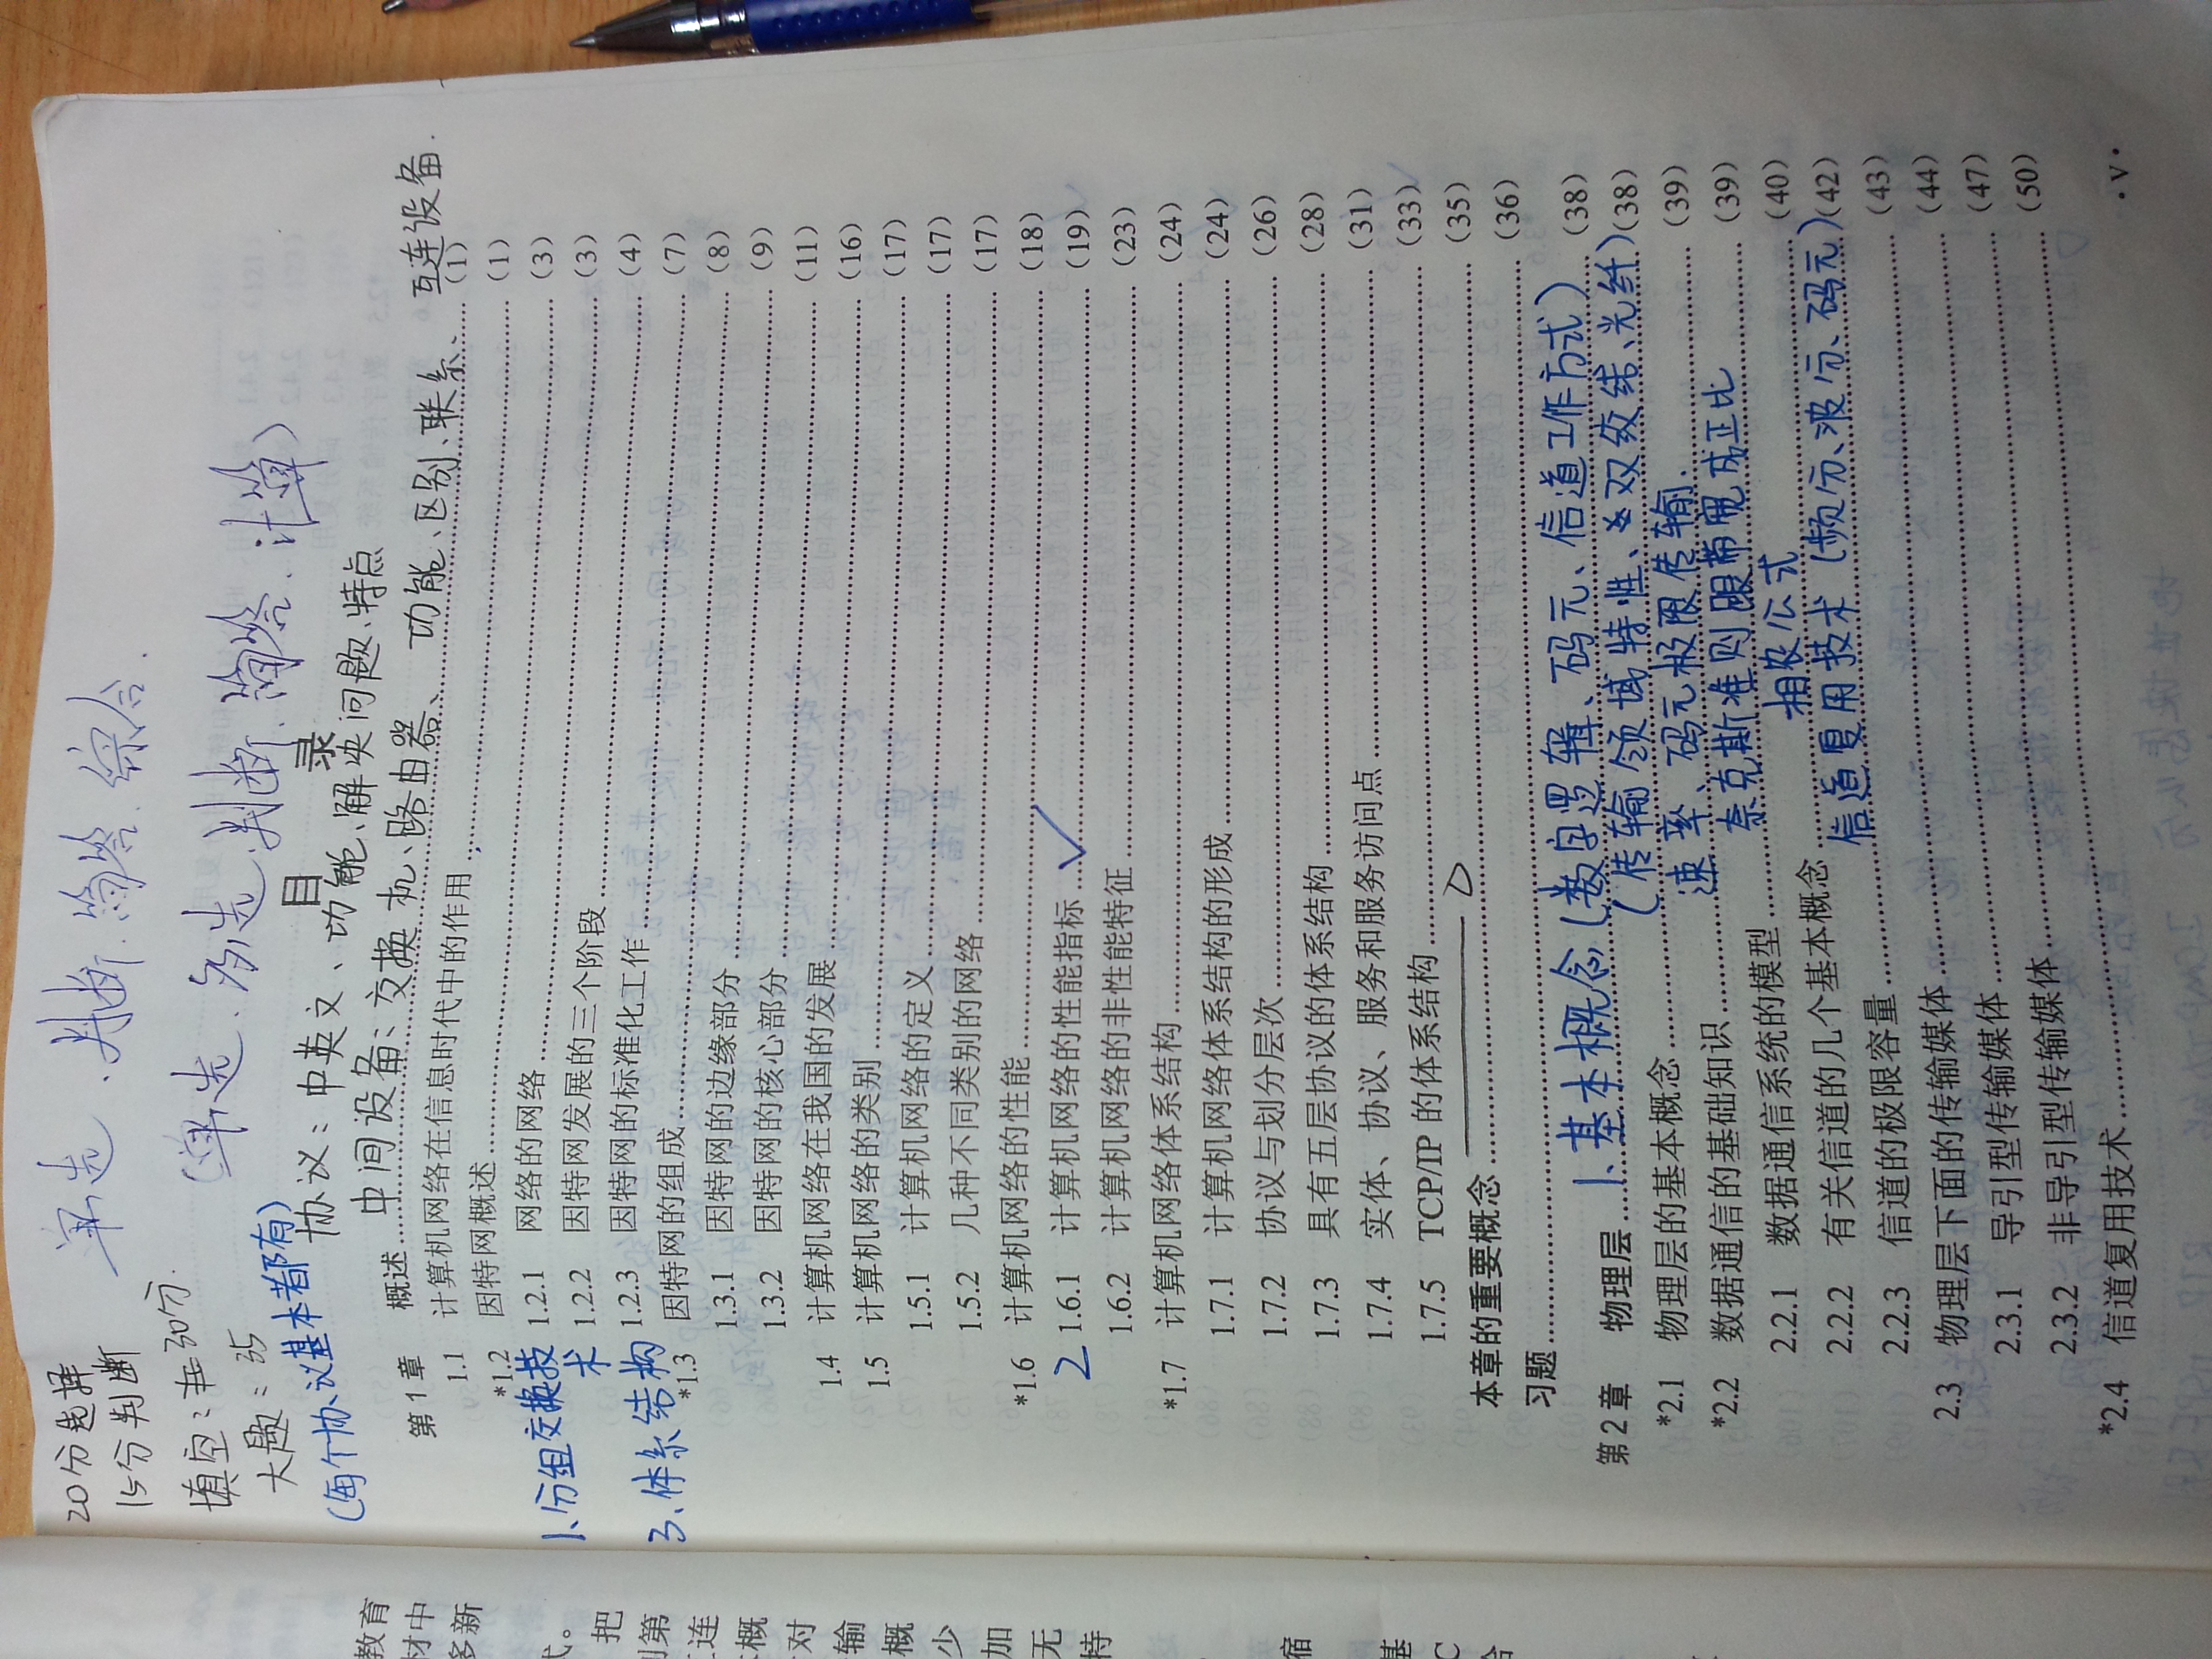 20分选择
15分判断
填空：30分.
大题：35
(每个协议基本都有)
单选、判断、简答、综合.
(单选、多选、判断、简答、计算)
目 录
协议：中英文、功能、解决问题、特点
中间设备：交换机、路由器、功能、区别、联系、互连设备.
第1章 概述 (1)
1.1 计算机网络在信息时代中的作用 (1)
*1.2 因特网概述 (3)
1、分组交换技术
1.2.1 网络的网络 (3)
1.2.2 因特网发展的三个阶段 (4)
1.2.3 因特网的标准化工作 (7)
3、体系结构
*1.3 因特网的组成 (8)
1.3.1 因特网的边缘部分 (9)
1.3.2 因特网的核心部分 (11)
1.4 计算机网络在我国的发展 (16)
1.5 计算机网络的类别 (17)
1.5.1 计算机网络的定义 (17)
1.5.2 几种不同类别的网络 (17)
*1.6 计算机网络的性能 (18)
2 1.6.1 计算机网络的性能指标 (19)
1.6.2 计算机网络的非性能特征 (23)
*1.7 计算机网络体系结构 (24)
1.7.1 计算机网络体系结构的形成 (24)
1.7.2 协议与划分层次 (26)
1.7.3 具有五层协议的体系结构 (28)
1.7.4 实体、协议、服务和服务访问点 (31)
1.7.5 TCP/IP 的体系结构 (33)
本章的重要概念 (35)
习题 (36)
1、基本概念(数字逻辑、码元、信道工作方式)
第2章 物理层 (38)
(传输领域特性、双绞线、光纤)
*2.1 物理层的基本概念 (38)
速率、码元极限传输.
*2.2 数据通信的基础知识 (39)
奈克斯准则跟带宽成正比
2.2.1 数据通信系统的模型 (39)
相农公式
2.2.2 有关信道的几个基本概念 (40)
信道复用技术(频分、波分、码元)
2.2.3 信道的极限容量 (42)
2.3 物理层下面的传输媒体 (43)
2.3.1 导引型传输媒体 (44)
2.3.2 非导引型传输媒体 (47)
*2.4 信道复用技术 (50)
·V·